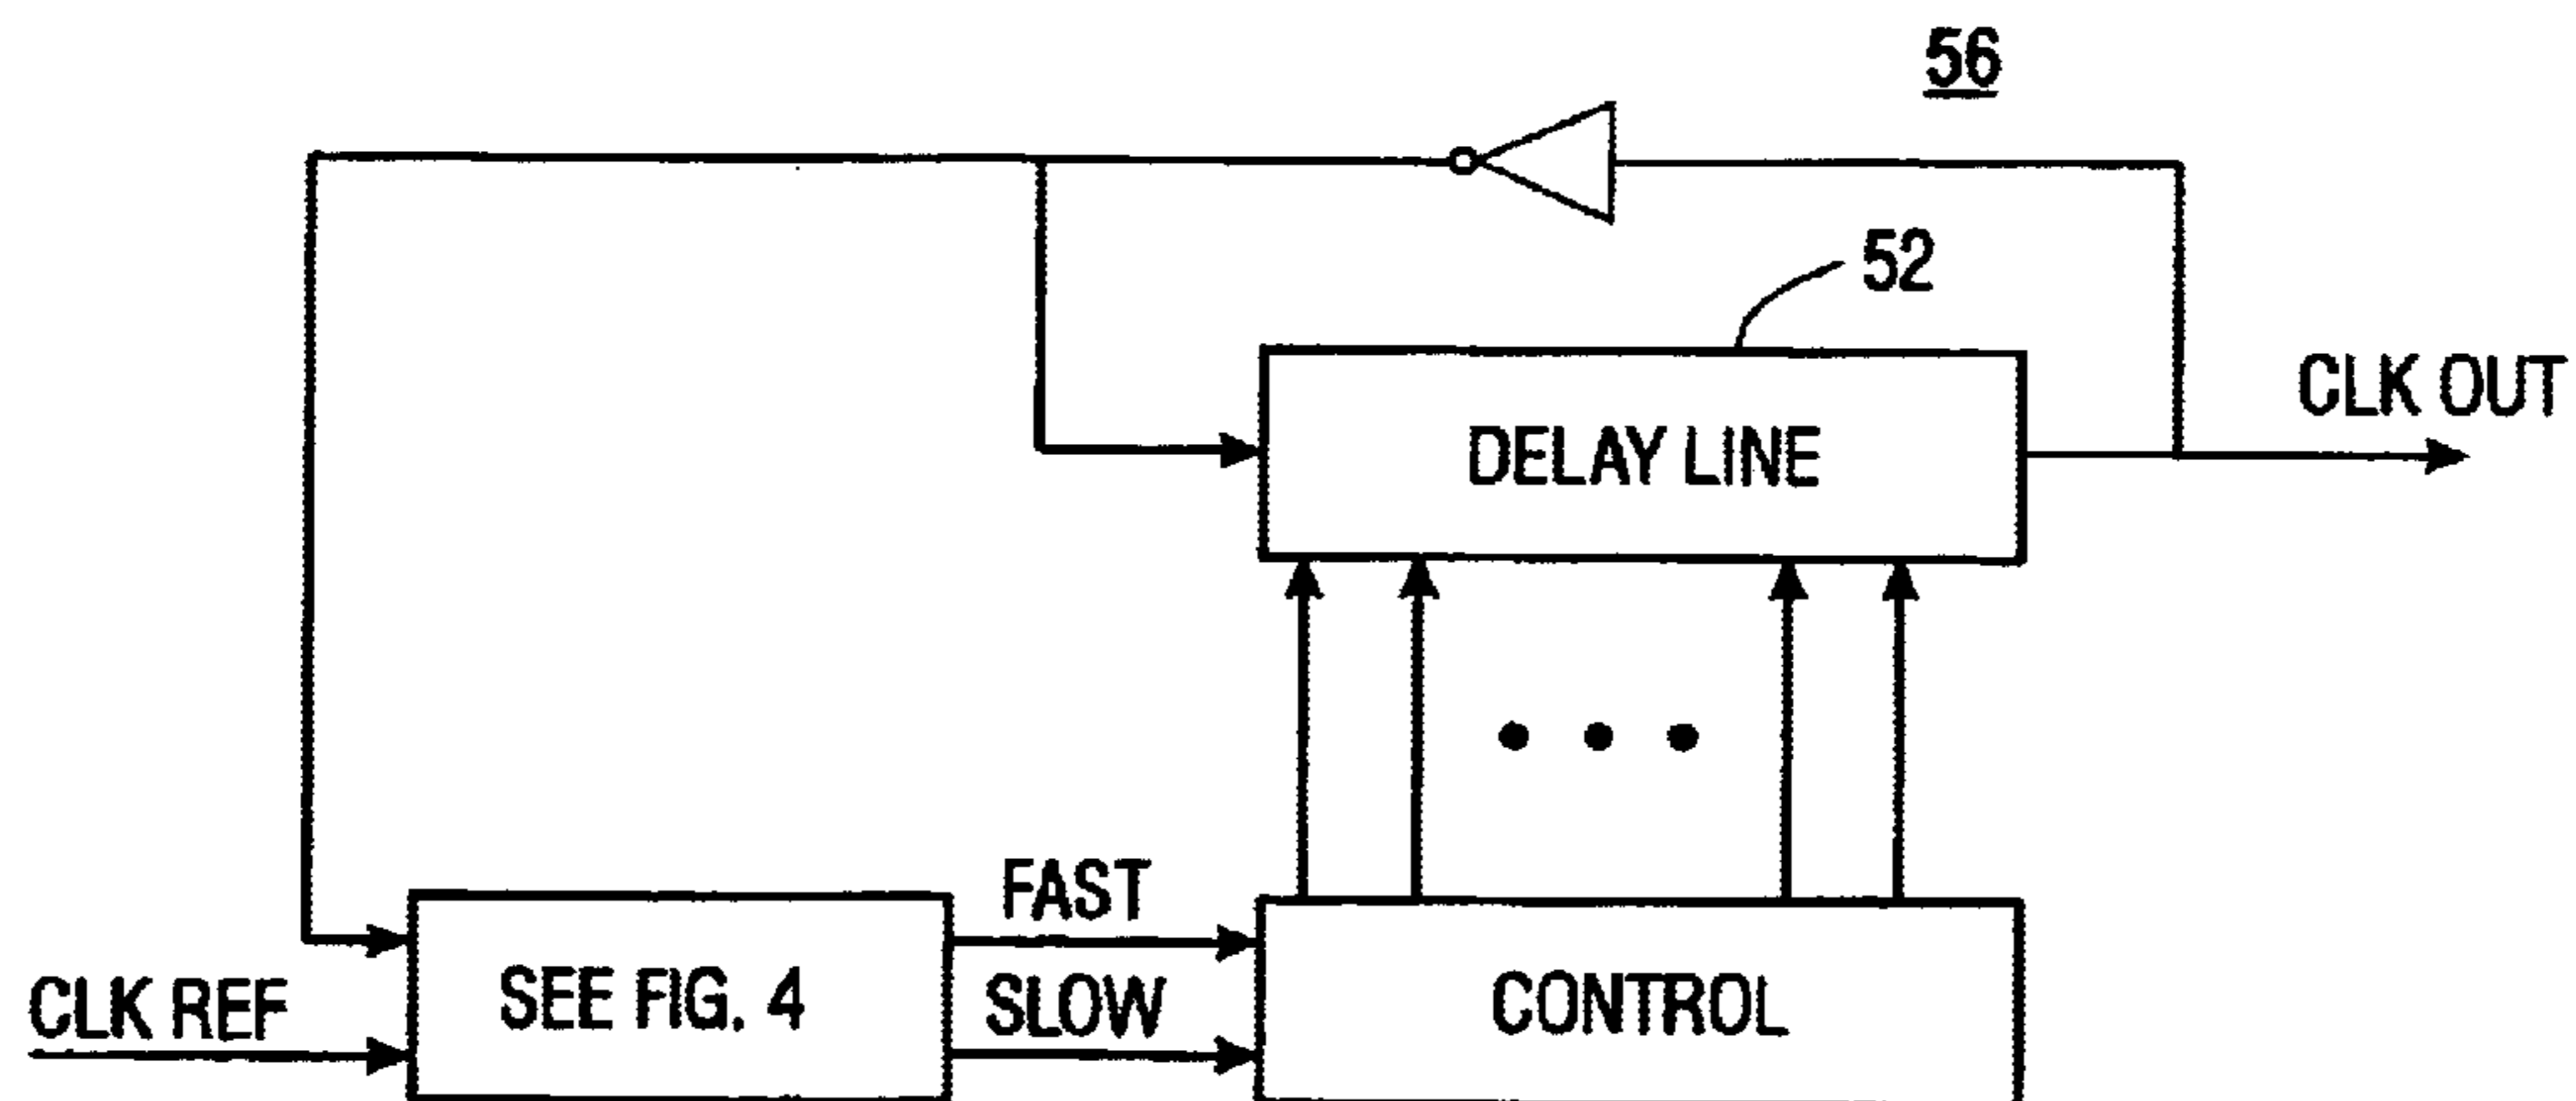 56
52
DELAY LINE
CLK OUT
FAST
SLOW
CLK REF
SEE FIG. 4
CONTROL